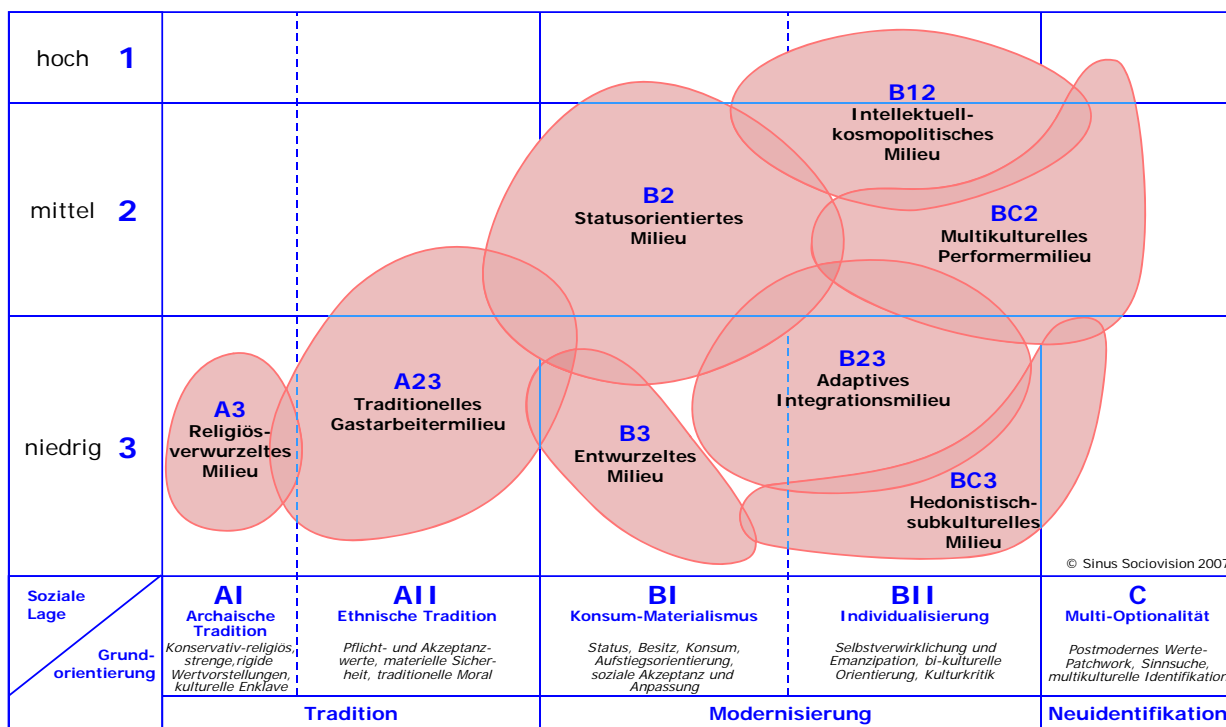 hoch 1
B12
Intellektuell-
kosmopolitisches
Milieu
mittel 2
B2
Statusorientiertes
Milieu
BC2
Multikulturelles
Performermilieu
niedrig 3
A3
Religiös-
verwurzeltes
Milieu
A23
Traditionelles
Gastarbeitermilieu
B3
Entwurzeltes
Milieu
B23
Adaptives
Integrationsmilieu
BC3
Hedonistisch-
subkulturelles
Milieu
© Sinus Sociovision 2007
Soziale
Lage
Grund-
orientierung
AI
Archaische
Tradition
Konservativ-religiös,
strenge,rigide
Wertvorstellungen,
kulturelle Enklave
AII
Ethnische Tradition
Pflicht- und Akzeptanz-
werte, materielle Sicher-
heit, traditionelle Moral
BI
Konsum-Materialismus
Status, Besitz, Konsum,
Aufstiegsorientierung,
soziale Akzeptanz und
Anpassung
BII
Individualisierung
Selbstverwirklichung und
Emanzipation, bi-kulturelle
Orientierung, Kulturkritik
C
Multi-Optionalität
Postmodernes Werte-
Patchwork, Sinnsuche,
multikulturelle Identifikation
Tradition
Modernisierung
Neuidentifikation